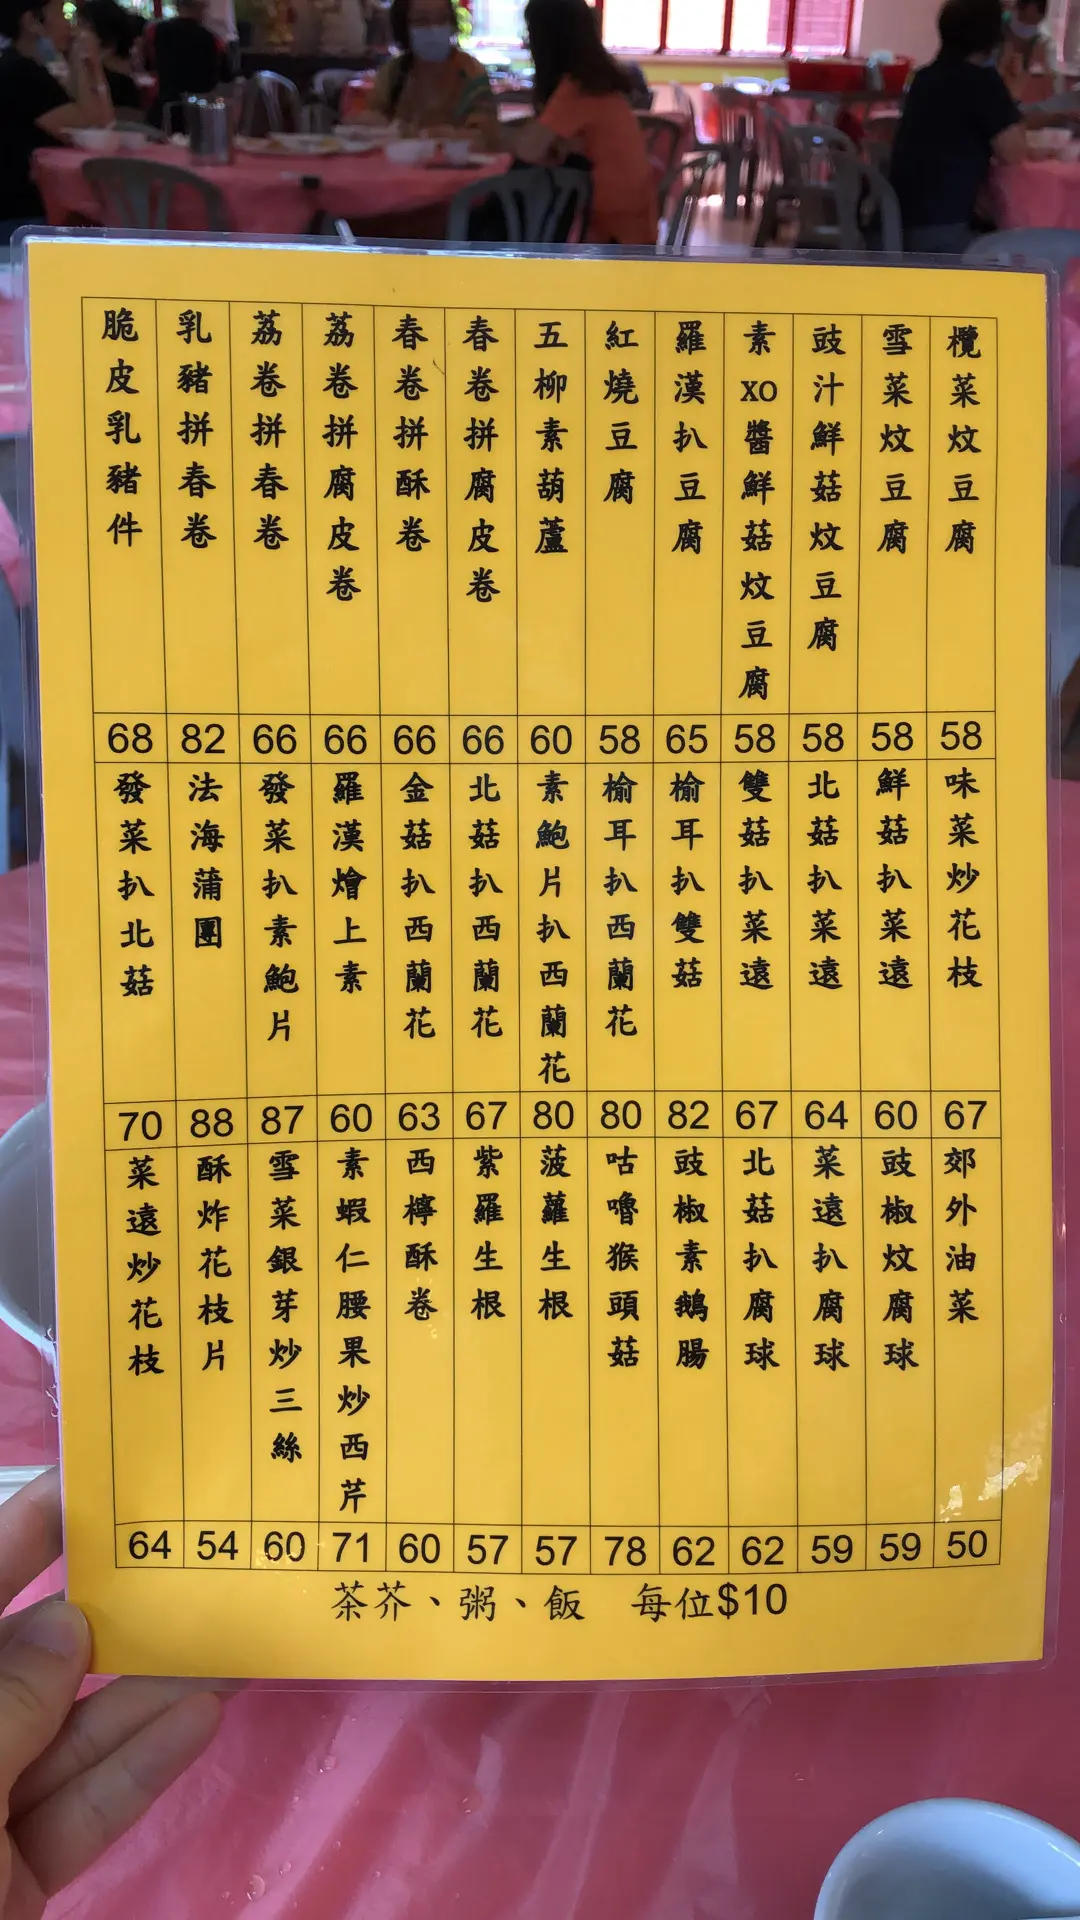 欖菜炆豆腐
58
雪菜炆豆腐
58
豉汁鮮菇炆豆腐
58
素XO醬鮮菇炆豆腐
58
羅漢扒豆腐
65
紅燒豆腐
58
五柳素葫蘆
60
春卷拼腐皮卷
66
春卷拼酥卷
66
荔卷拼腐皮卷
66
荔卷拼春卷
66
乳豬拼春卷
82
脆皮乳豬件
68
味菜炒花枝
67
鮮菇扒菜遠
60
北菇扒菜遠
64
雙菇扒菜遠
67
榆耳扒雙菇
82
榆耳扒西蘭花
80
素鮑片扒西蘭花
80
北菇扒西蘭花
67
金菇扒西蘭花
63
羅漢燴上素
60
發菜扒素鮑片
87
法海蒲團
88
發菜扒北菇
70
郊外油菜
50
豉椒炆腐球
59
菜遠扒腐球
59
北菇扒腐球
62
豉椒素鵝腸
62
咕嚕猴頭菇
78
菠蘿生根
57
紫羅生根
57
西檸酥卷
60
素蝦仁腰果炒西芹
71
雪菜銀芽炒三絲
60
酥炸花枝片
54
菜遠炒花枝
64
茶芥、粥、飯 每位$10